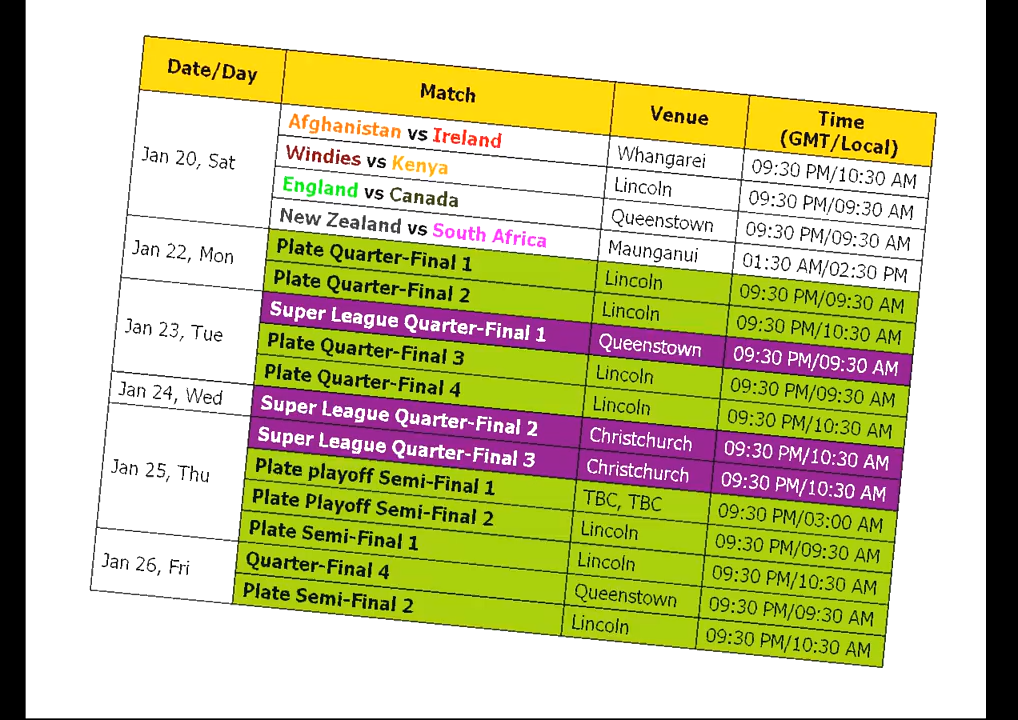 Date/Day Match Venue Time (GMT/Local)
Jan 20, Sat Afghanistan vs Ireland Whangarei 09:30 PM/10:30 AM
Windies vs Kenya Lincoln 09:30 PM/09:30 AM
England vs Canada Queenstown 09:30 PM/09:30 AM
New Zealand vs South Africa Maunganui 01:30 AM/02:30 PM
Jan 22, Mon Plate Quarter-Final 1 Lincoln 09:30 PM/09:30 AM
Plate Quarter-Final 2 Lincoln 09:30 PM/10:30 AM
Jan 23, Tue Super League Quarter-Final 1 Queenstown 09:30 PM/09:30 AM
Plate Quarter-Final 3 Lincoln 09:30 PM/09:30 AM
Plate Quarter-Final 4 Lincoln 09:30 PM/10:30 AM
Jan 24, Wed Super League Quarter-Final 2 Christchurch 09:30 PM/10:30 AM
Jan 25, Thu Super League Quarter-Final 3 Christchurch 09:30 PM/10:30 AM
Plate playoff Semi-Final 1 TBC, TBC 09:30 PM/03:00 AM
Plate Playoff Semi-Final 2 Lincoln 09:30 PM/09:30 AM
Plate Semi-Final 1 Lincoln 09:30 PM/10:30 AM
Jan 26, Fri Quarter-Final 4 Queenstown 09:30 PM/09:30 AM
Plate Semi-Final 2 Lincoln 09:30 PM/10:30 AM